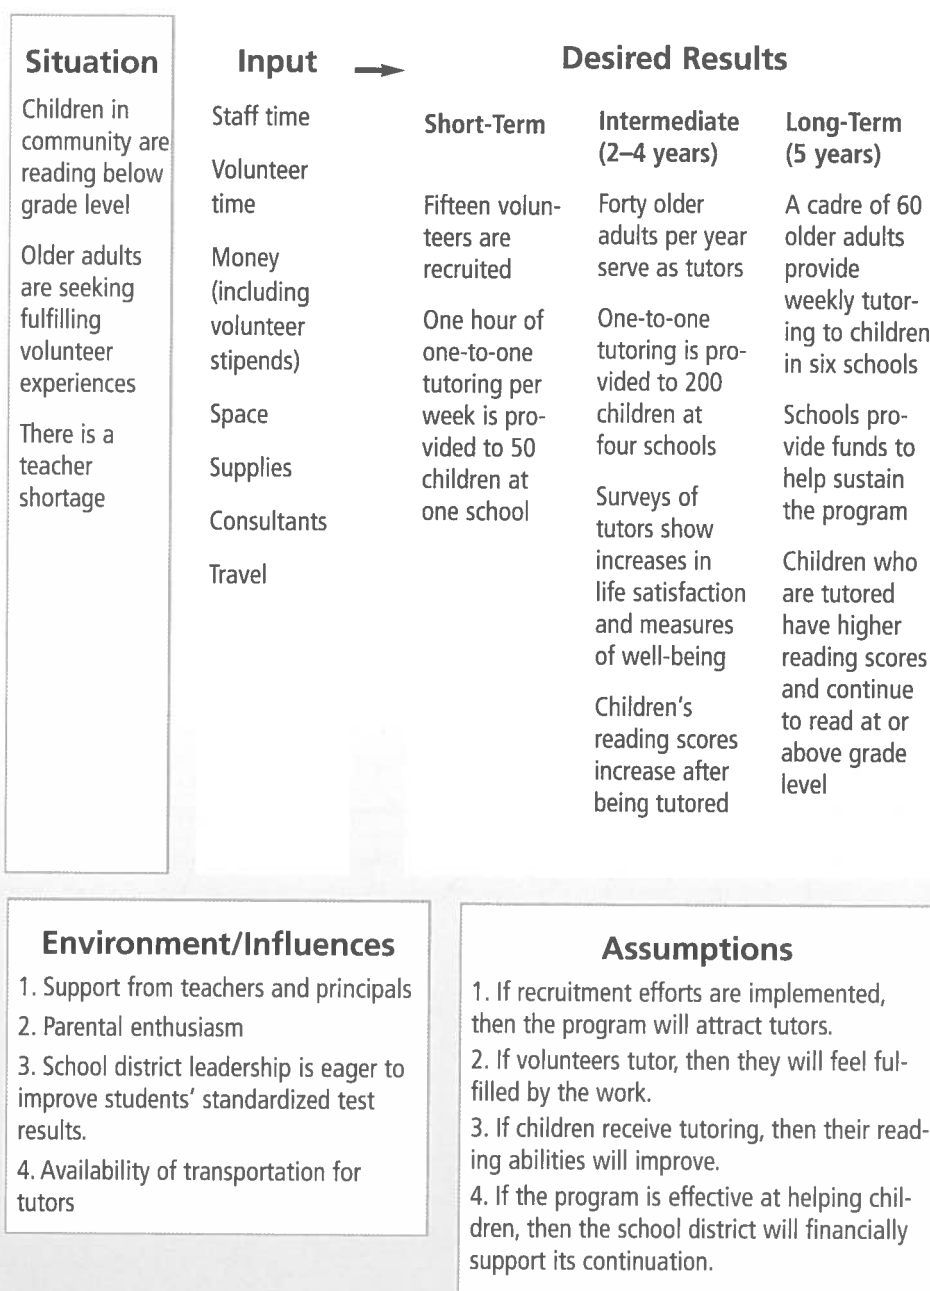 Situation
Children in
community are
reading below
grade level
Older adults
are seeking
fulfilling
volunteer
experiences
There is a
teacher
shortage
Input
Staff time
Volunteer
time
Money
(including
volunteer
stipends)
Space
Supplies
Consultants
Travel
Desired Results
Short-Term
Fifteen volun-
teers are
recruited
One hour of
one-to-one
tutoring per
week is pro-
vided to 50
children at
one school
Intermediate
(2–4 years)
Forty older
adults per year
serve as tutors
One-to-one
tutoring is pro-
vided to 200
children at
four schools
Surveys of
tutors show
increases in
life satisfaction
and measures
of well-being
Children's
reading scores
increase after
being tutored
Long-Term
(5 years)
A cadre of 60
older adults
provide
weekly tutor-
ing to children
in six schools
Schools pro-
vide funds to
help sustain
the program
Children who
are tutored
have higher
reading scores
and continue
to read at or
above grade
level
Environment/Influences
1. Support from teachers and principals
2. Parental enthusiasm
3. School district leadership is eager to
improve students' standardized test
results.
4. Availability of transportation for
tutors
Assumptions
1. If recruitment efforts are implemented,
then the program will attract tutors.
2. If volunteers tutor, then they will feel ful-
filled by the work.
3. If children receive tutoring, then their read-
ing abilities will improve.
4. If the program is effective at helping chil-
dren, then the school district will financially
support its continuation.